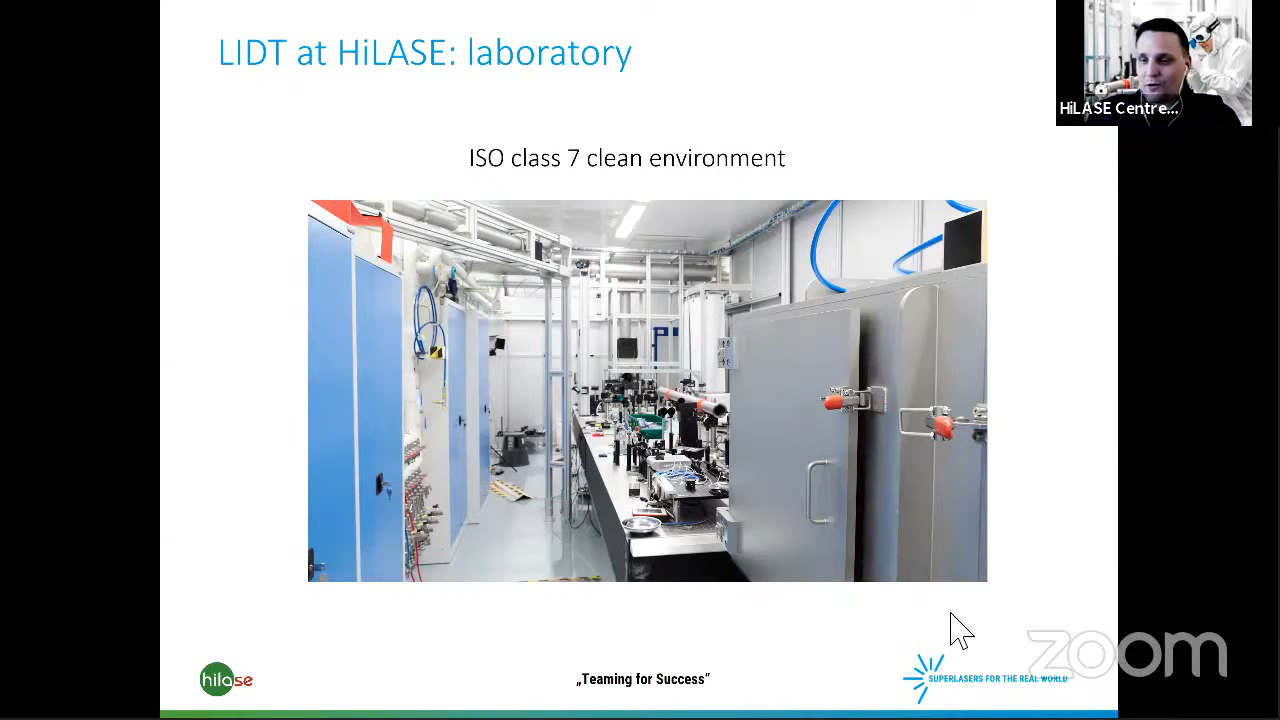 LIDT at HiLASE: laboratory
HiLASE Centre...
ISO class 7 clean environment
hilase
„Teaming for Success“
SUPERLASERS FOR THE REAL WORLD
zoom